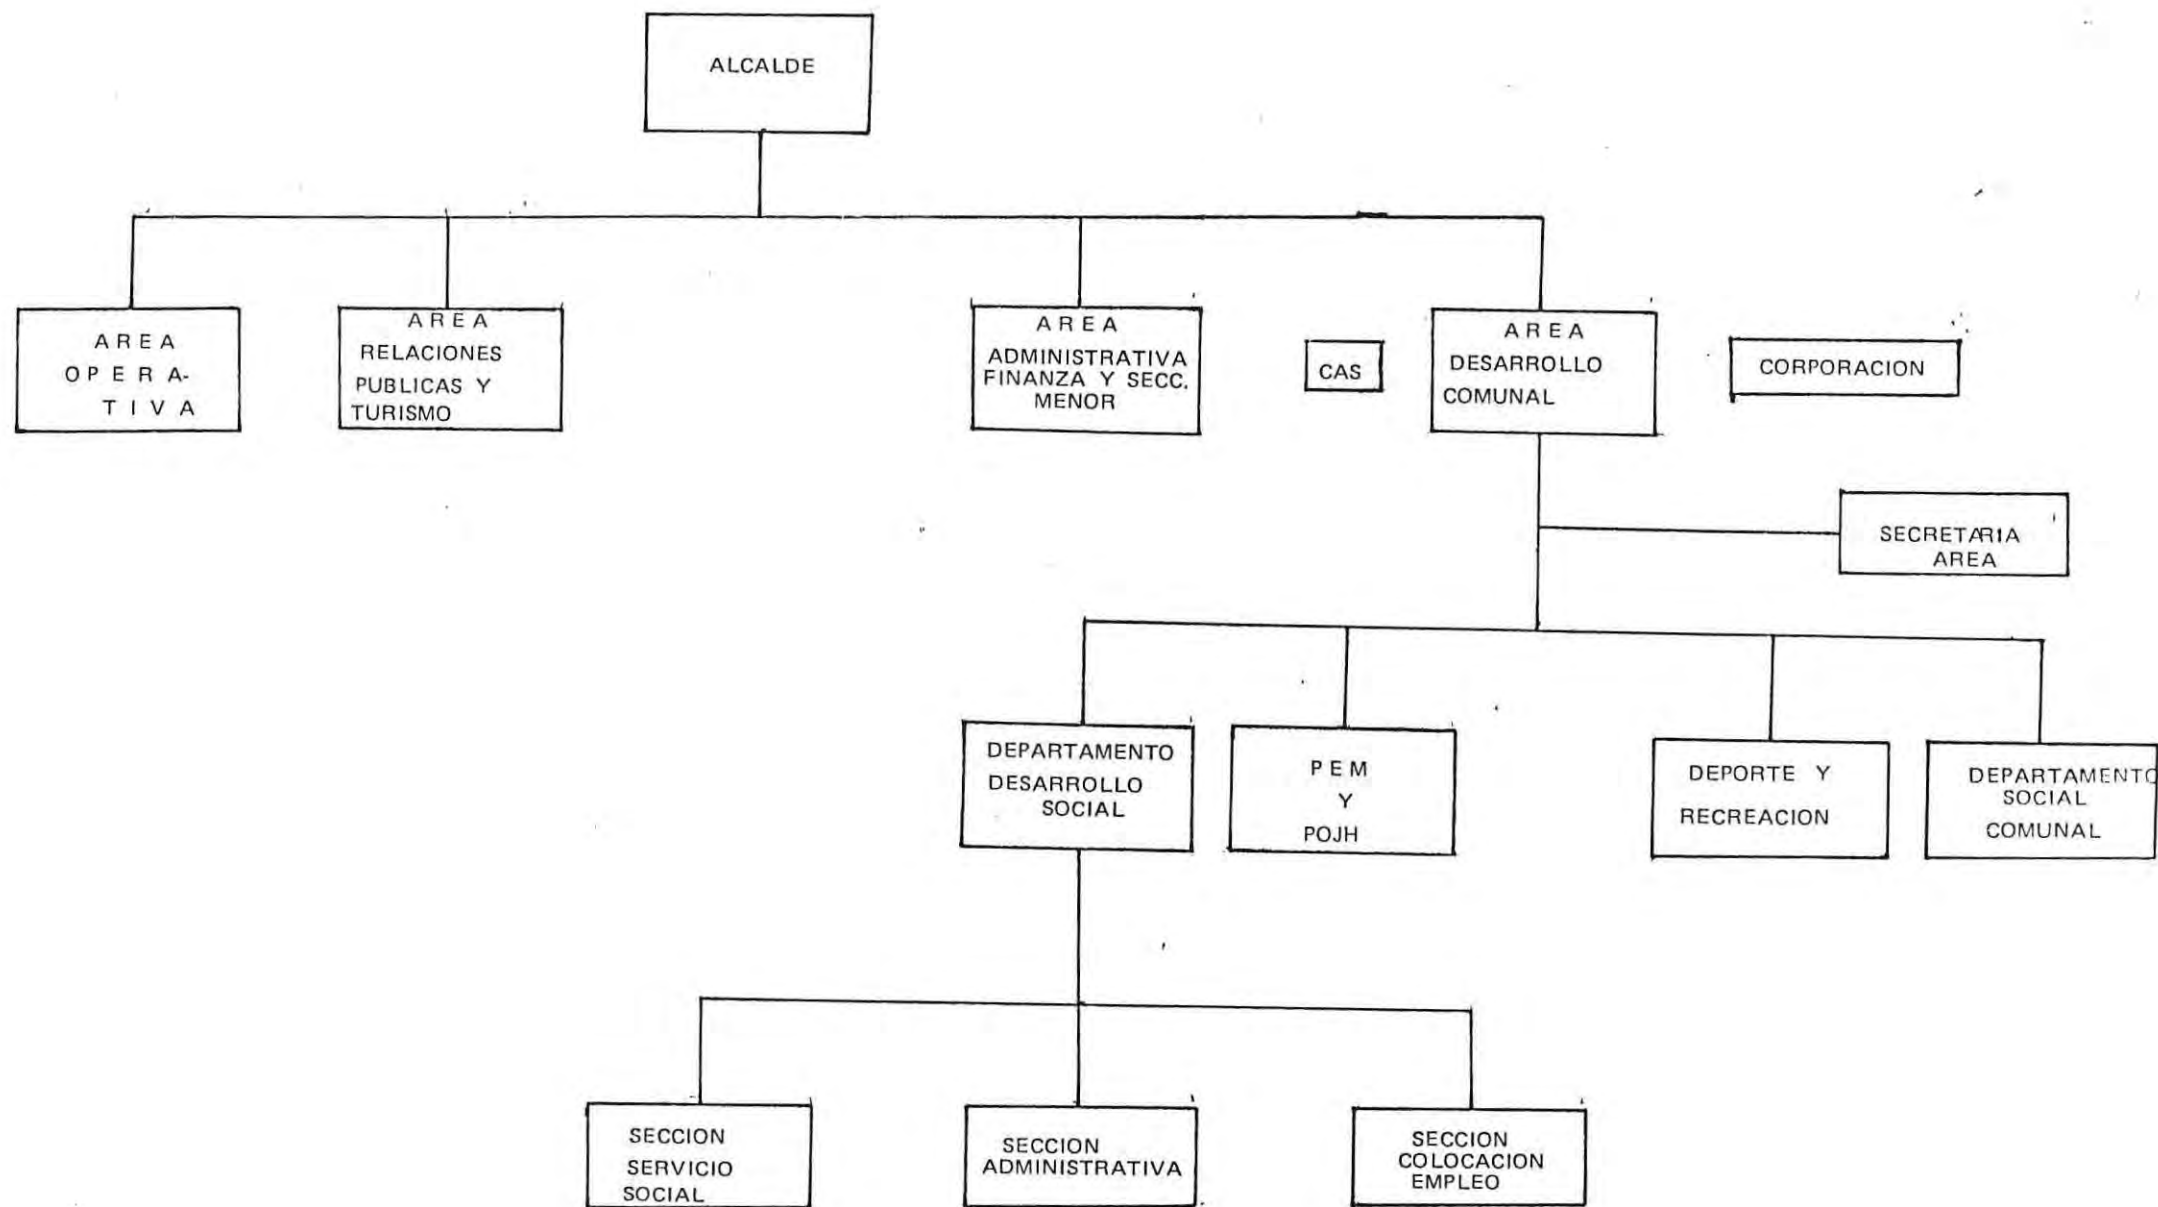 ALCALDE
AREA
OPERA-
TIVA
AREA
RELACIONES
PUBLICAS Y
TURISMO
AREA
ADMINISTRATIVA
FINANZA Y SECC.
MENOR
CAS
AREA
DESARROLLO
COMUNAL
CORPORACION
SECRETARIA
AREA
DEPARTAMENTO
DESARROLLO
SOCIAL
PEM
Y
POJH
DEPORTE Y
RECREACION
DEPARTAMENTO
SOCIAL
COMUNAL
SECCION
SERVICIO
SOCIAL
SECCION
ADMINISTRATIVA
SECCION
COLOCACION
EMPLEO